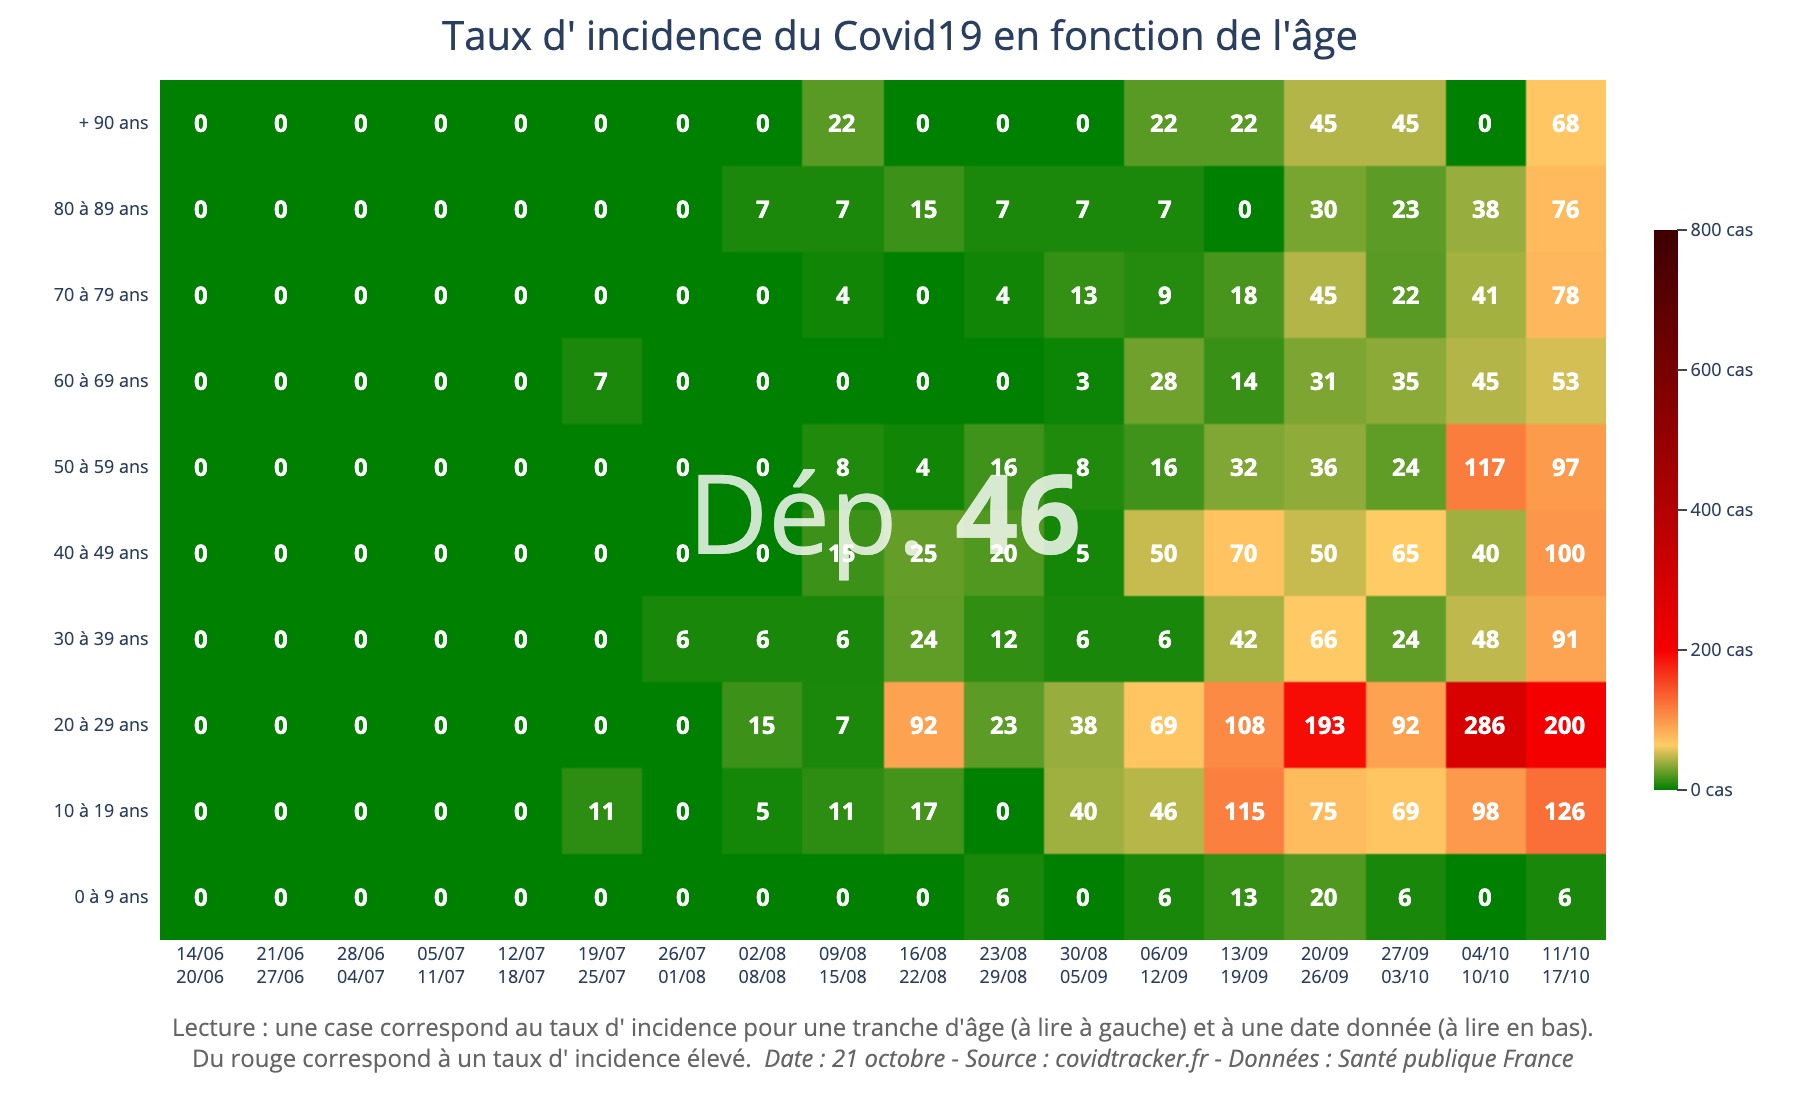 Taux d' incidence du Covid19 en fonction de l'âge
+ 90 ans 0 0 0 0 0 0 0 0 22 0 0 0 22 22 45 45 0 68
80 à 89 ans 0 0 0 0 0 0 0 7 7 15 7 7 7 0 30 23 38 76
70 à 79 ans 0 0 0 0 0 0 0 0 4 0 4 13 9 18 45 22 41 78
60 à 69 ans 0 0 0 0 0 7 0 0 0 0 0 3 28 14 31 35 45 53
50 à 59 ans 0 0 0 0 0 0 0 0 8 4 16 8 16 32 36 24 117 97
Dép. 46
40 à 49 ans 0 0 0 0 0 0 0 0 15 25 20 5 50 70 50 65 40 100
30 à 39 ans 0 0 0 0 0 0 6 6 6 24 12 6 6 42 66 24 48 91
20 à 29 ans 0 0 0 0 0 0 0 15 7 92 23 38 69 108 193 92 286 200
10 à 19 ans 0 0 0 0 0 11 0 5 11 17 0 40 46 115 75 69 98 126
0 à 9 ans 0 0 0 0 0 0 0 0 0 0 6 0 6 13 20 6 0 6
14/06 21/06 28/06 05/07 12/07 19/07 26/07 02/08 09/08 16/08 23/08 30/08 06/09 13/09 20/09 27/09 04/10 11/10
20/06 27/06 04/07 11/07 18/07 25/07 01/08 08/08 15/08 22/08 29/08 05/09 12/09 19/09 26/09 03/10 10/10 17/10
800 cas
600 cas
400 cas
200 cas
0 cas
Lecture : une case correspond au taux d' incidence pour une tranche d'âge (à lire à gauche) et à une date donnée (à lire en bas).
Du rouge correspond à un taux d' incidence élevé. Date : 21 octobre - Source : covidtracker.fr - Données : Santé publique France